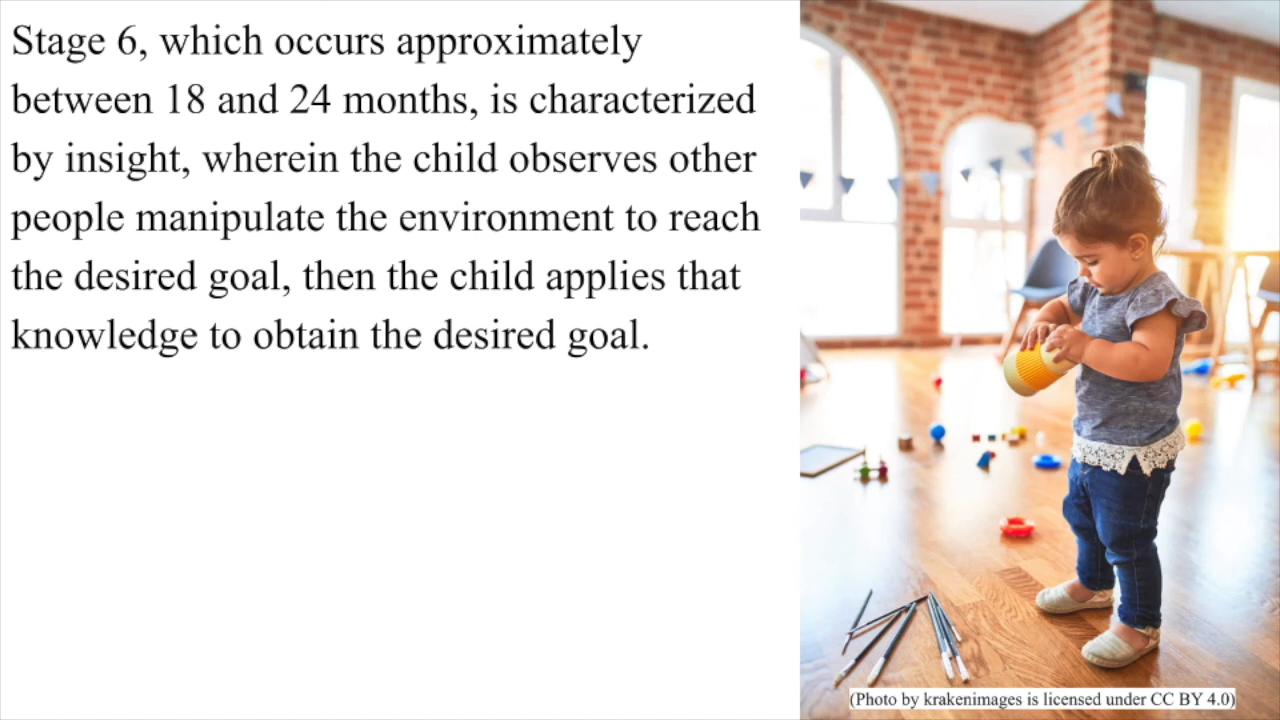 Stage 6, which occurs approximately
between 18 and 24 months, is characterized
by insight, wherein the child observes other
people manipulate the environment to reach
the desired goal, then the child applies that
knowledge to obtain the desired goal.
(Photo by krakenimages is licensed under CC BY 4.0)